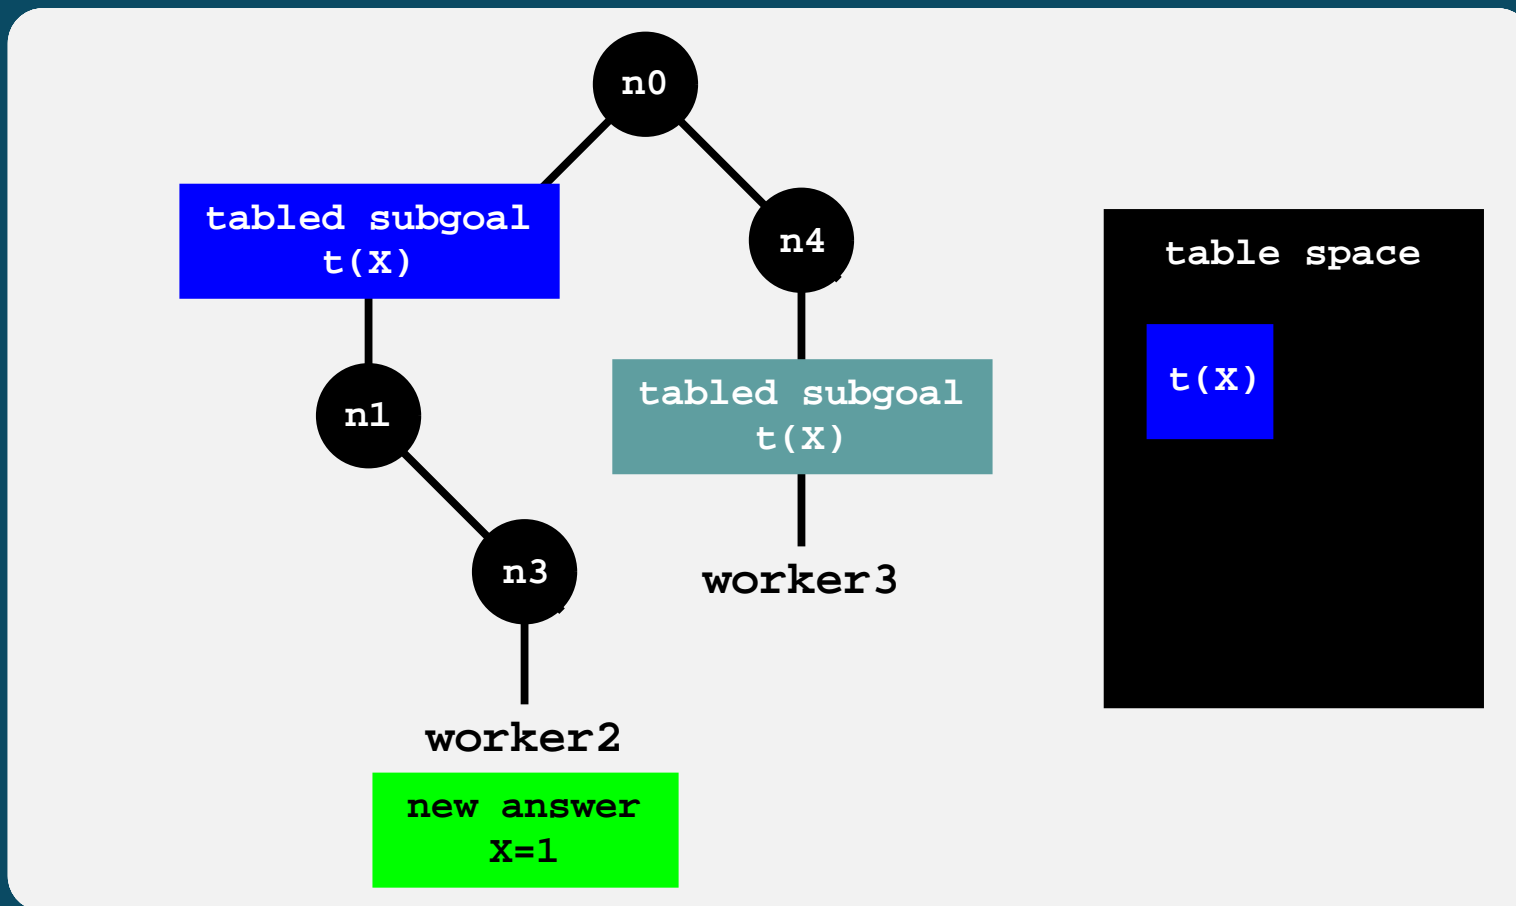 n0
tabled subgoal
t(X)
n4
table space
t(X)
n1
tabled subgoal
t(X)
n3
worker3
worker2
new answer
X=1